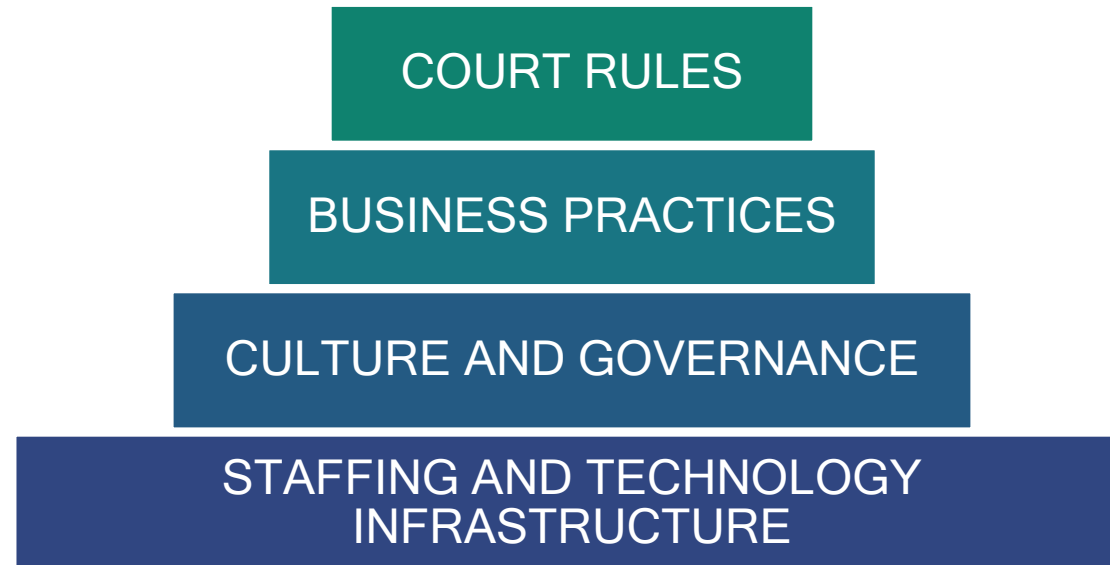 COURT RULES
BUSINESS PRACTICES
CULTURE AND GOVERNANCE
STAFFING AND TECHNOLOGY
INFRASTRUCTURE